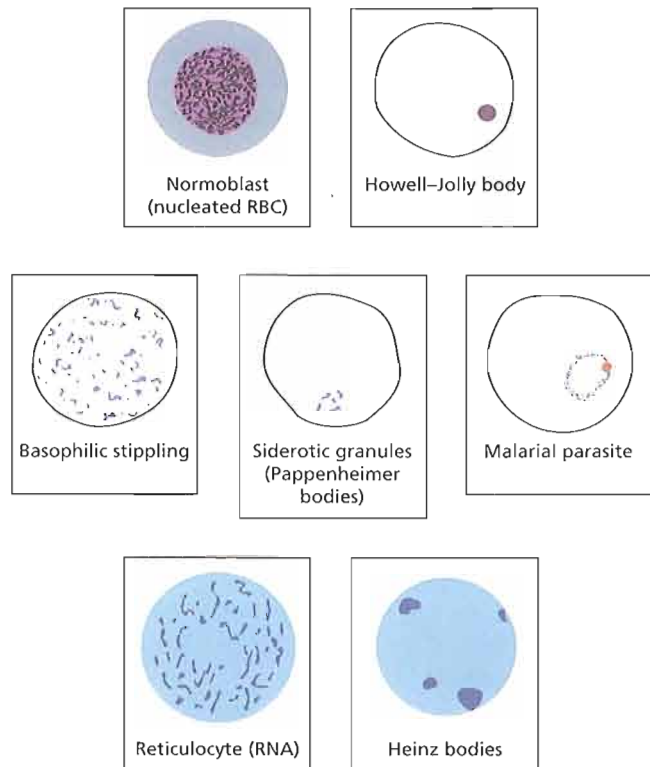 Normoblast
(nucleated RBC)
Howell–Jolly body
Basophilic stippling
Siderotic granules
(Pappenheimer
bodies)
Malarial parasite
Reticulocyte (RNA)
Heinz bodies